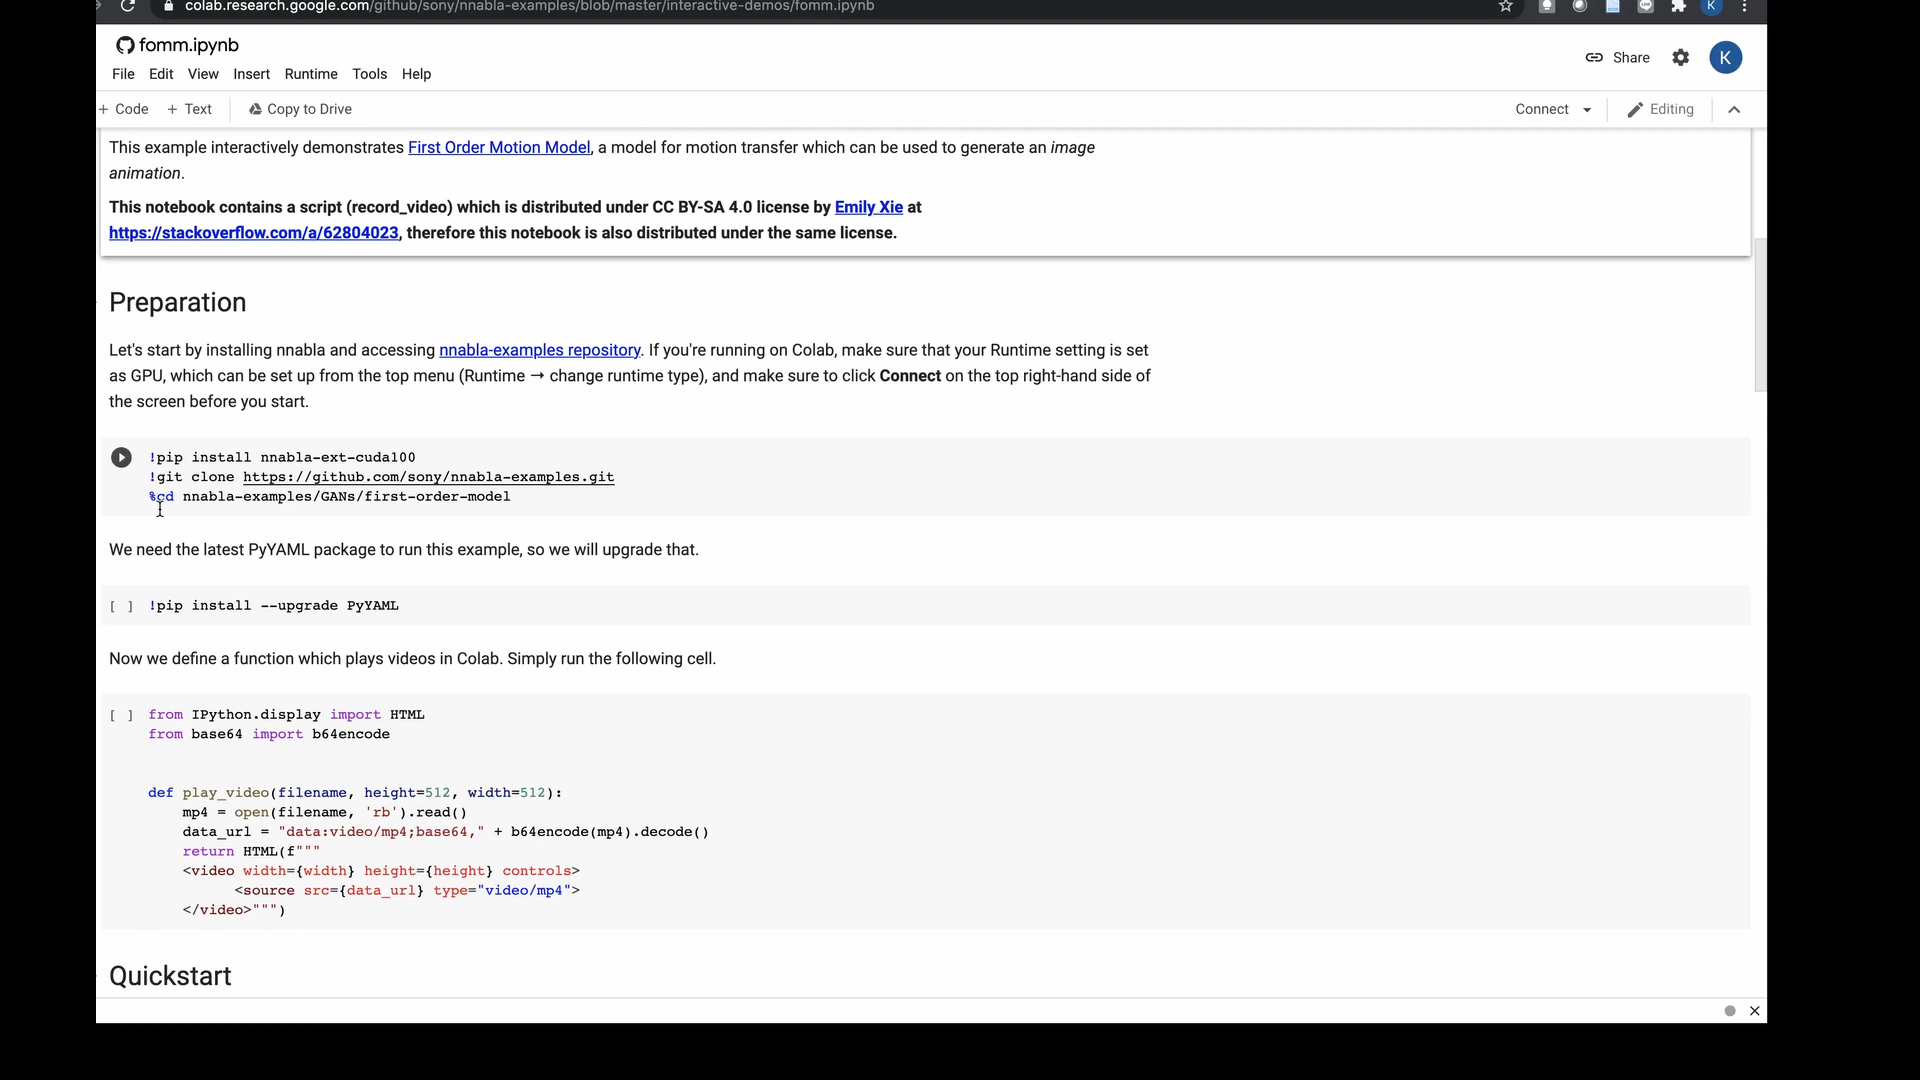 colab.research.google.com/github/sony/nnabla-examples/blob/master/interactive-demos/fomm.ipynb
K
fomm.ipynb
Share
K
File Edit View Insert Runtime Tools Help
+ Code + Text Copy to Drive
Connect Editing
This example interactively demonstrates First Order Motion Model, a model for motion transfer which can be used to generate an image
animation.
This notebook contains a script (record_video) which is distributed under CC BY-SA 4.0 license by Emily Xie at
https://stackoverflow.com/a/62804023, therefore this notebook is also distributed under the same license.
Preparation
Let's start by installing nnabla and accessing nnabla-examples repository. If you're running on Colab, make sure that your Runtime setting is set
as GPU, which can be set up from the top menu (Runtime → change runtime type), and make sure to click Connect on the top right-hand side of
the screen before you start.
!pip install nnabla-ext-cuda100
!git clone https://github.com/sony/nnabla-examples.git
%cd nnabla-examples/GANs/first-order-model
We need the latest PyYAML package to run this example, so we will upgrade that.
[ ] !pip install --upgrade PyYAML
Now we define a function which plays videos in Colab. Simply run the following cell.
[ ] from IPython.display import HTML
from base64 import b64encode
def play_video(filename, height=512, width=512):
mp4 = open(filename, 'rb').read()
data_url = "data:video/mp4;base64," + b64encode(mp4).decode()
return HTML(f"""
<video width={width} height={height} controls>
<source src={data_url} type="video/mp4">
</video>""")
Quickstart